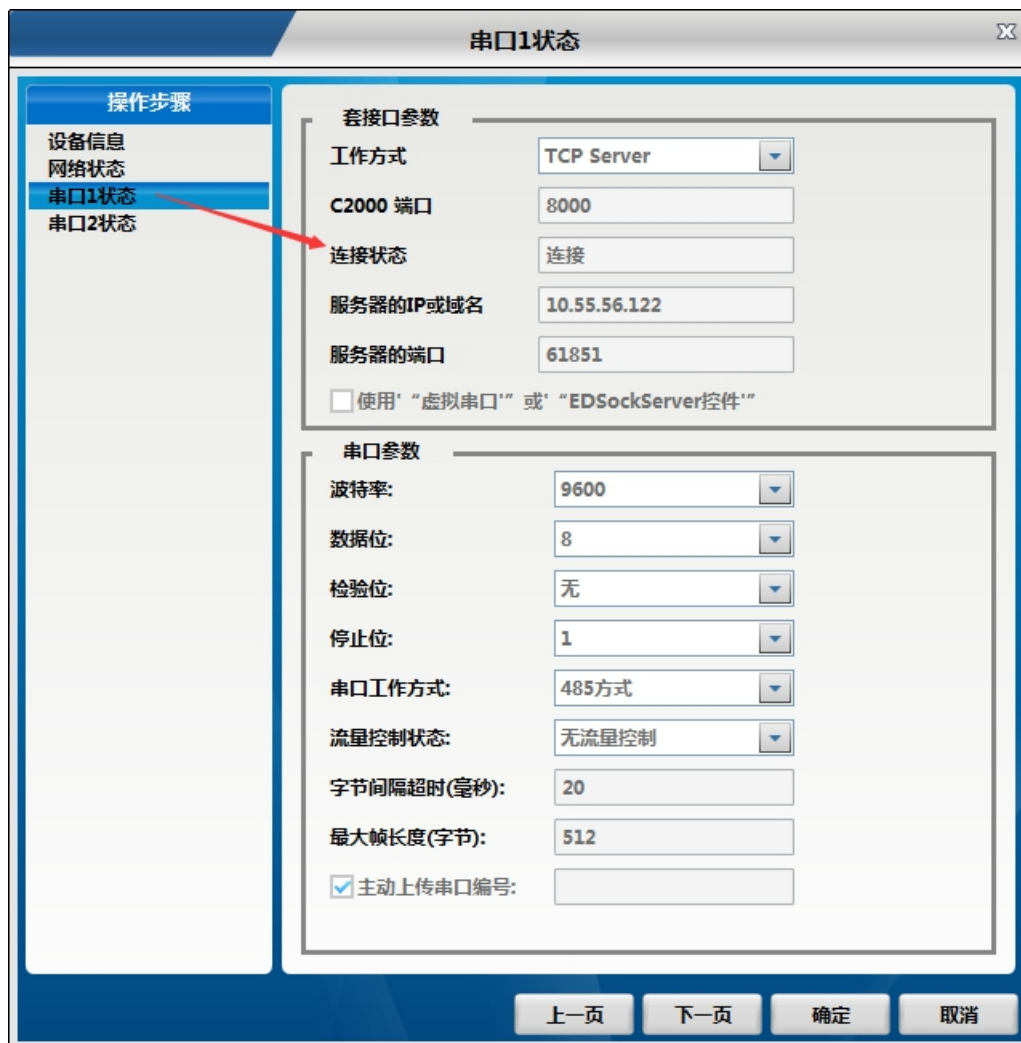 串口1状态
操作步骤
设备信息
网络状态
串口1状态
串口2状态
套接口参数
工作方式 TCP Server
C2000 端口 8000
连接状态 连接
服务器的IP或域名 10.55.56.122
服务器的端口 61851
使用'“虚拟串口'”或'“EDSockServer控件'”
串口参数
波特率: 9600
数据位: 8
检验位: 无
停止位: 1
串口工作方式: 485方式
流量控制状态: 无流量控制
字节间隔超时(毫秒): 20
最大帧长度(字节): 512
主动上传串口编号:
上一页 下一页 确定 取消